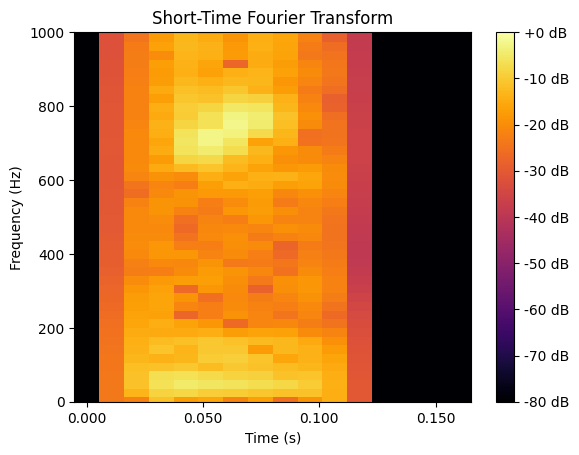 Short-Time Fourier Transform
1000
800
600
400
200
0
Frequency (Hz)
0.000
0.050
0.100
0.150
Time (s)
+0 dB
-10 dB
-20 dB
-30 dB
-40 dB
-50 dB
-60 dB
-70 dB
-80 dB